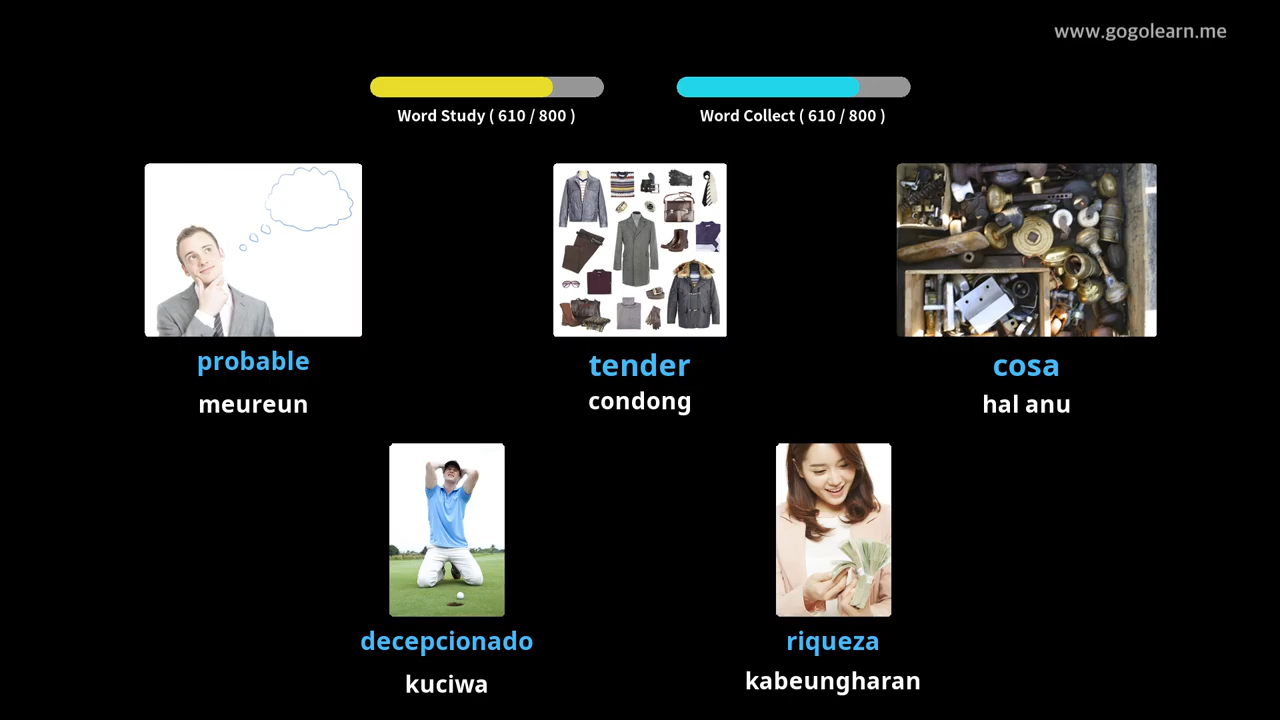 www.gogolearn.me
Word Study ( 610 / 800 )
Word Collect ( 610 / 800 )
probable
meureun
tender
condong
cosa
hal anu
decepcionado
kuciwa
riqueza
kabeungharan